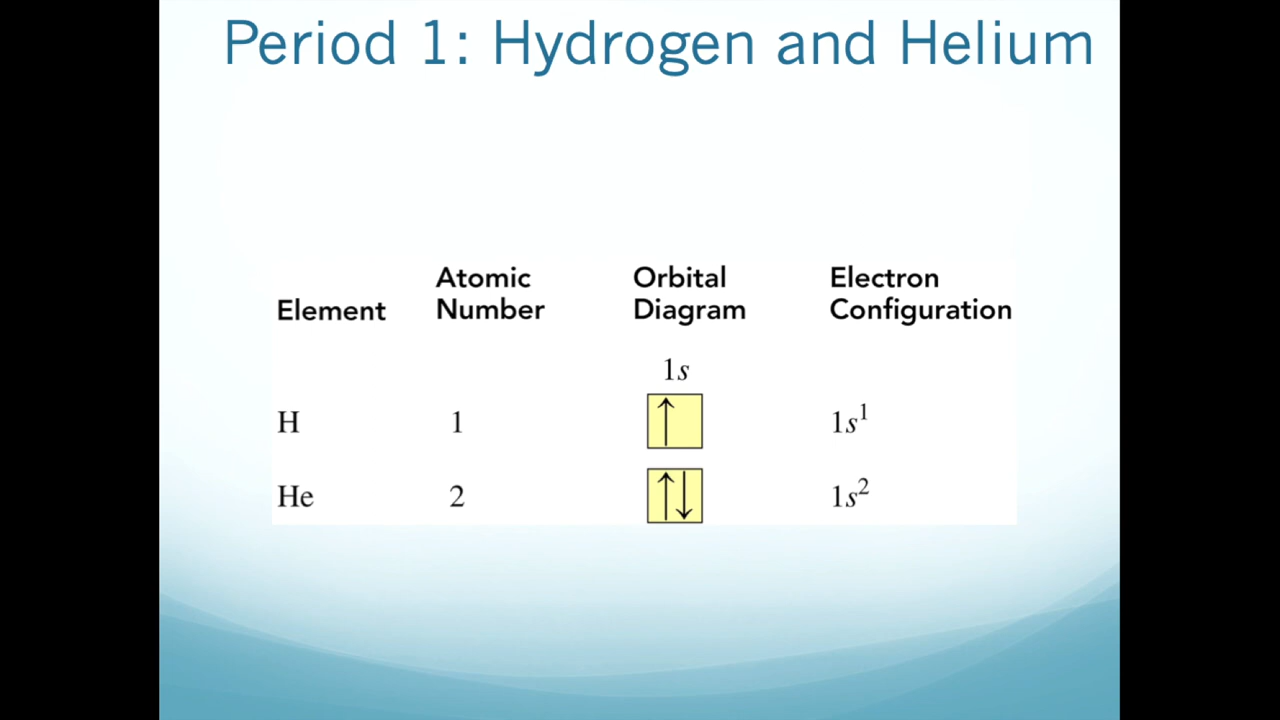 Period 1: Hydrogen and Helium
Element Atomic Number Orbital Diagram Electron Configuration
1s
H 1 ↑ 1s¹
He 2 ↑↓ 1s²